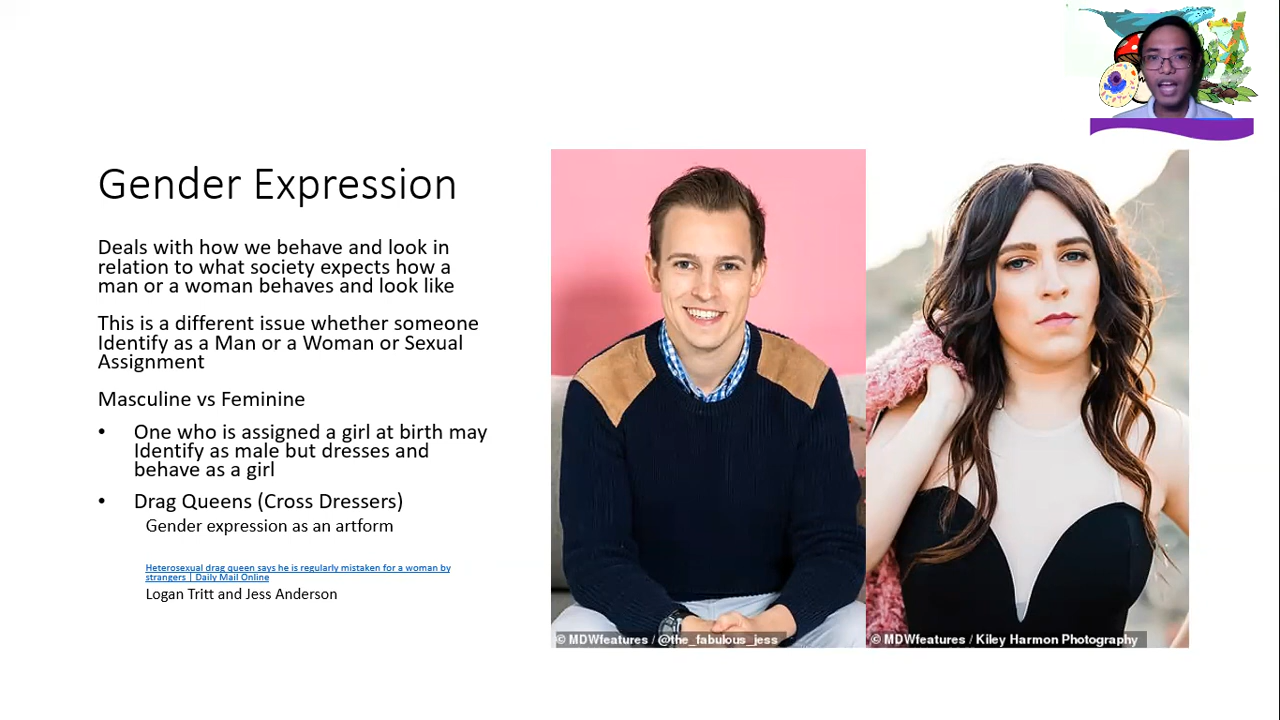 Gender Expression
Deals with how we behave and look in
relation to what society expects how a
man or a woman behaves and look like
This is a different issue whether someone
Identify as a Man or a Woman or Sexual
Assignment
Masculine vs Feminine
• One who is assigned a girl at birth may
Identify as male but dresses and
behave as a girl
• Drag Queens (Cross Dressers)
Gender expression as an artform
Heterosexual drag queen says he is regularly mistaken for a woman by
strangers | Daily Mail Online
Logan Tritt and Jess Anderson
© MDWfeatures / @the_fabulous_jess
© MDWfeatures / Kiley Harmon Photography